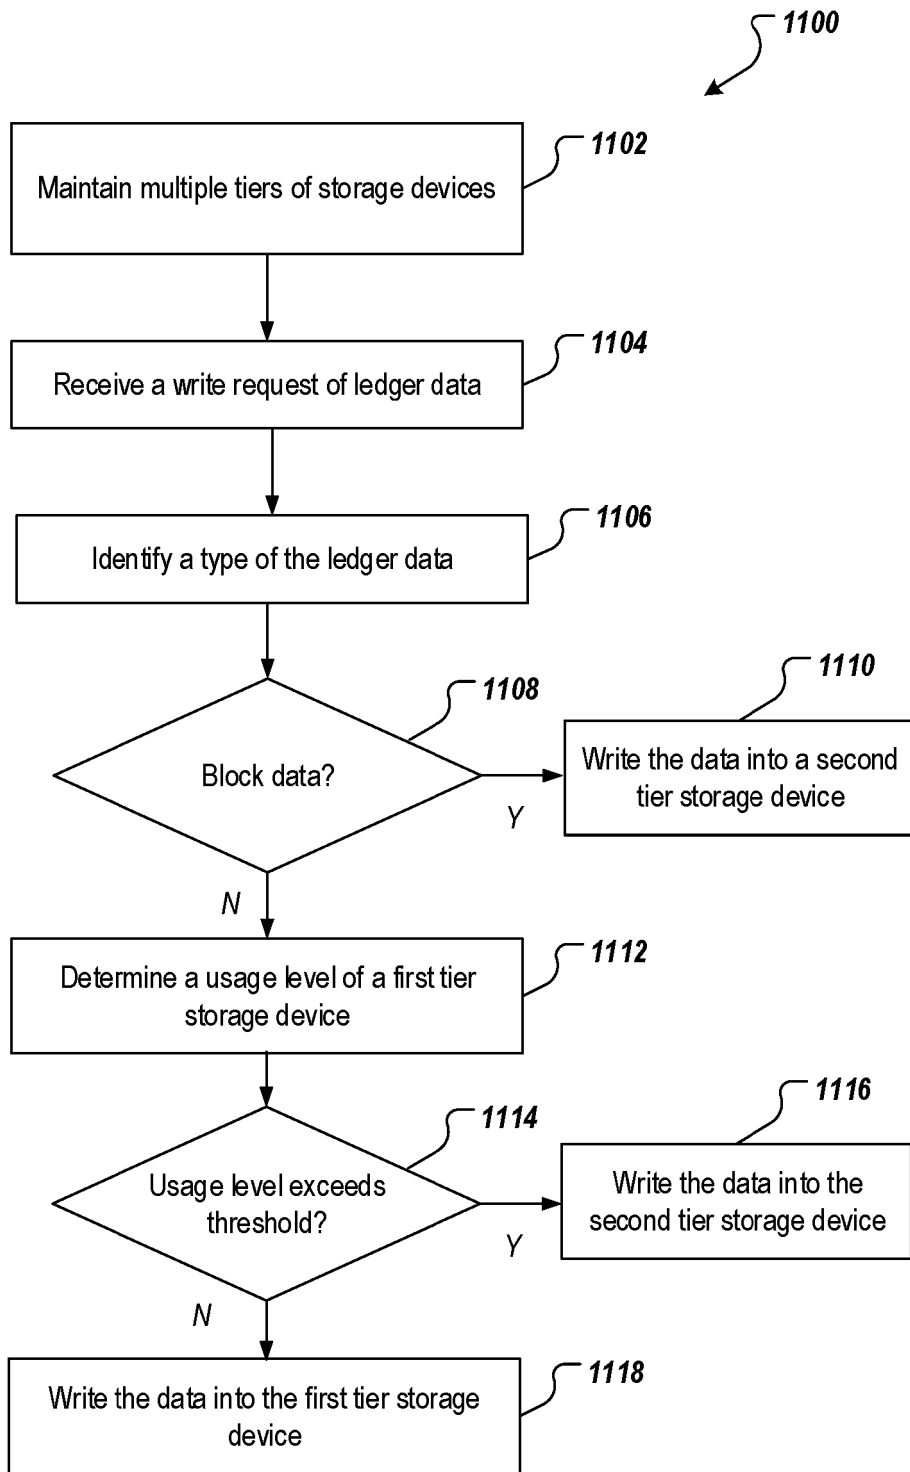 1100
1102
Maintain multiple tiers of storage devices
1104
Receive a write request of ledger data
1106
Identify a type of the ledger data
1108
Block data?
Y
N
1110
Write the data into a second
tier storage device
1112
Determine a usage level of a first tier
storage device
1114
Usage level exceeds
threshold?
Y
N
1116
Write the data into the
second tier storage device
1118
Write the data into the first tier storage
device